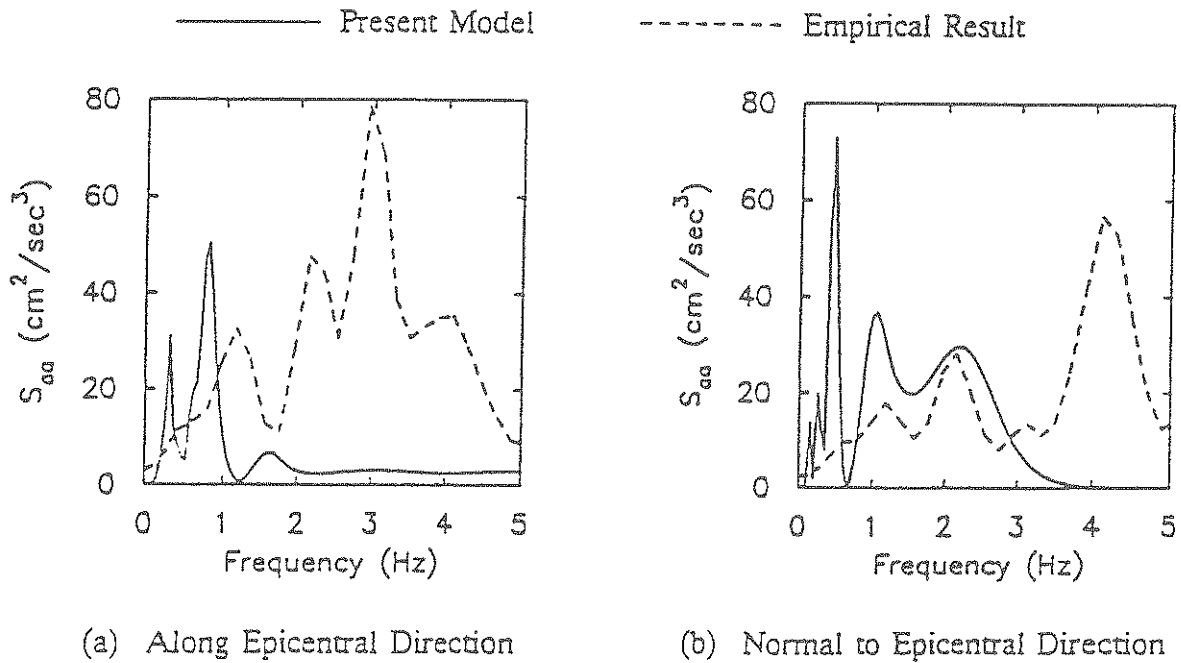 Present Model
Empirical Result
80
60
40
20
0
S_aa (cm^2/sec^3)
0 1 2 3 4 5
Frequency (Hz)
(a) Along Epicentral Direction
80
60
40
20
0
S_aa (cm^2/sec^3)
0 1 2 3 4 5
Frequency (Hz)
(b) Normal to Epicentral Direction